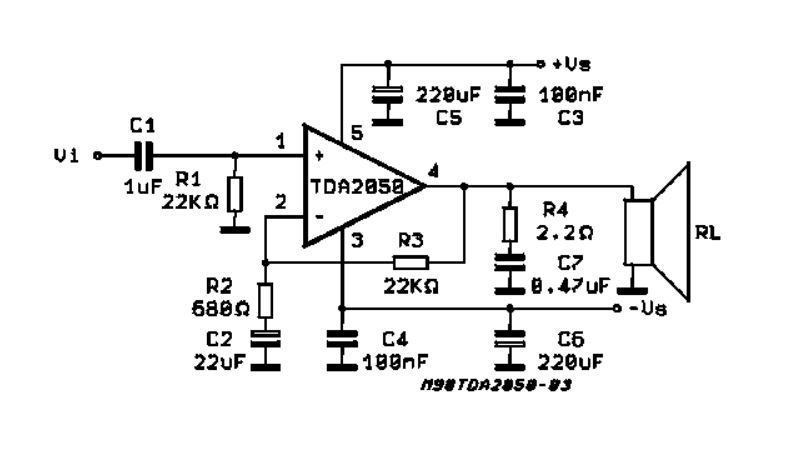 +Vs
220uF
C5
100nF
C3
C1
Vi
1uF
R1
22KΩ
1
2
3
4
5
+
-
TDA2050
R4
2.2Ω
C7
0.47uF
RL
R3
22KΩ
R2
680Ω
C2
22uF
C4
100nF
-Vs
C6
220uF
M90TDA2050-03